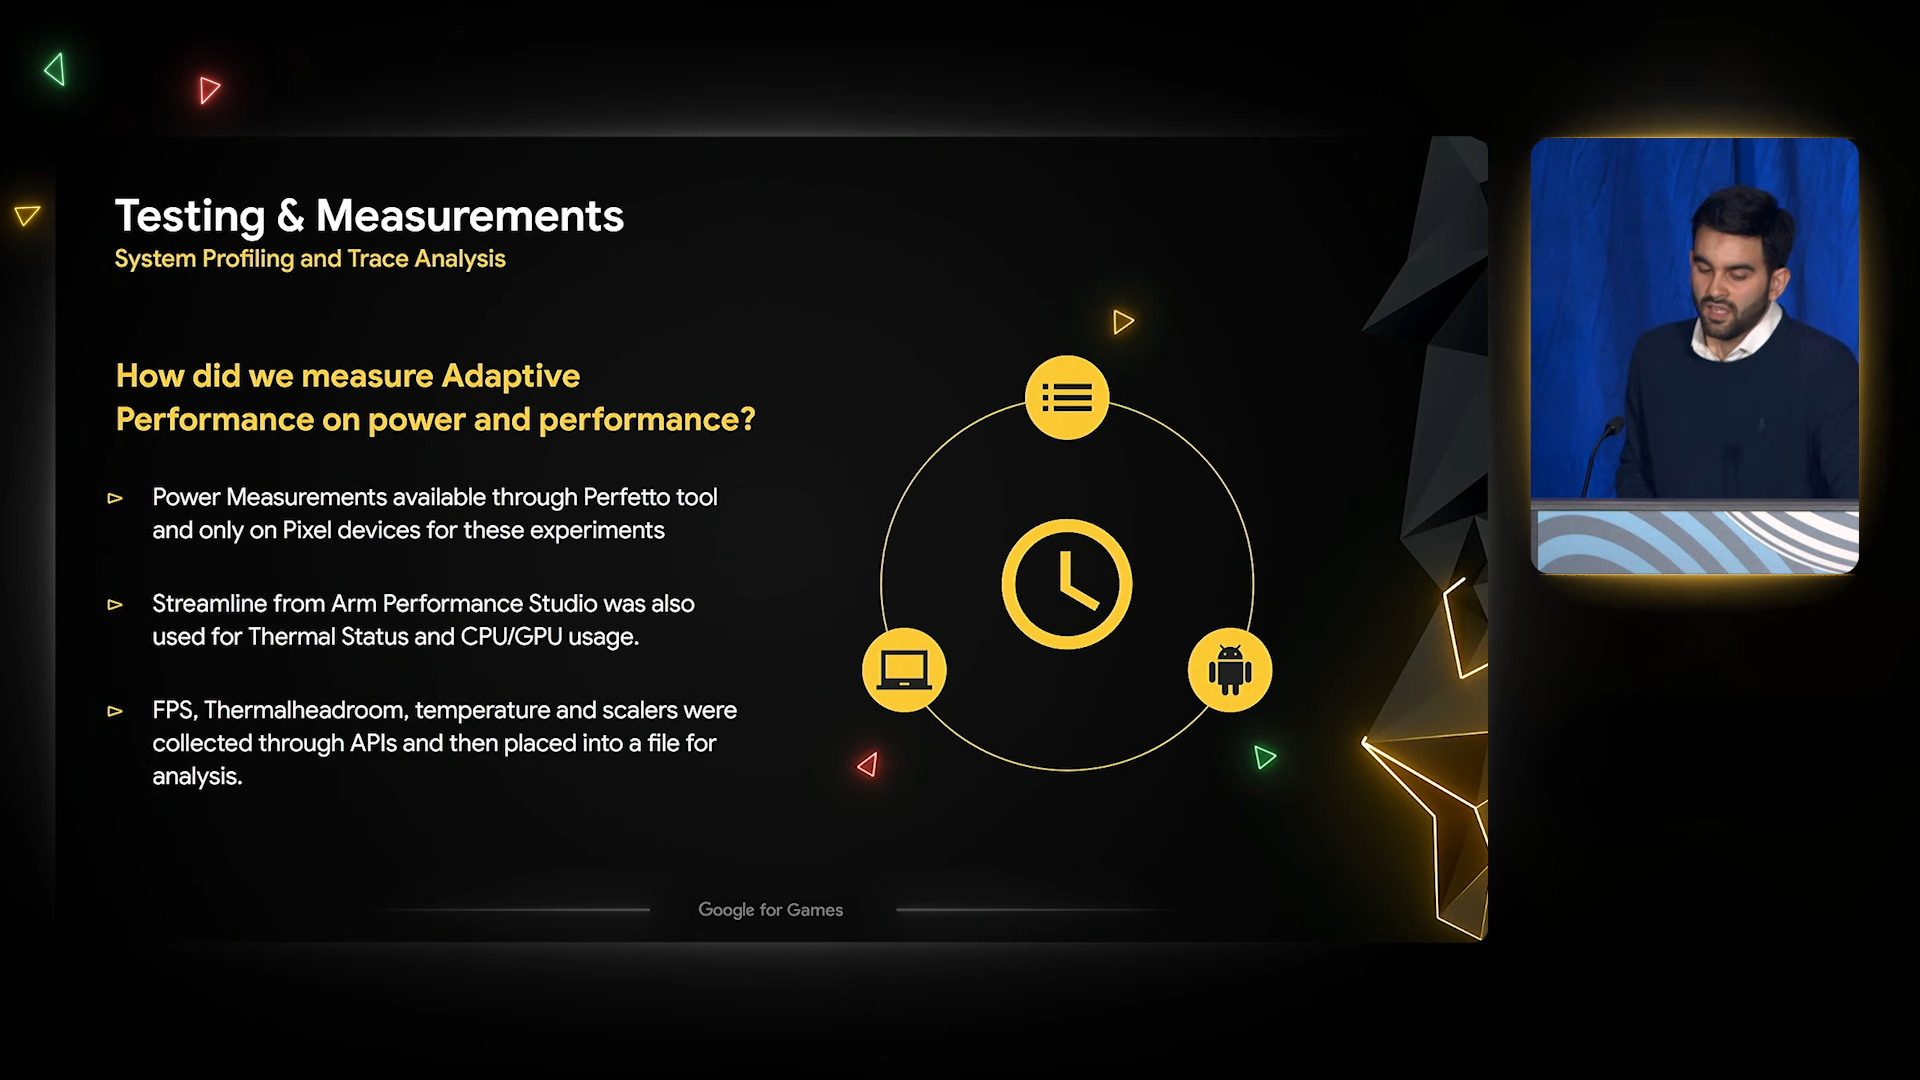 Testing & Measurements
System Profiling and Trace Analysis
How did we measure Adaptive
Performance on power and performance?
Power Measurements available through Perfetto tool
and only on Pixel devices for these experiments
Streamline from Arm Performance Studio was also
used for Thermal Status and CPU/GPU usage.
FPS, Thermalheadroom, temperature and scalers were
collected through APIs and then placed into a file for
analysis.
Google for Games